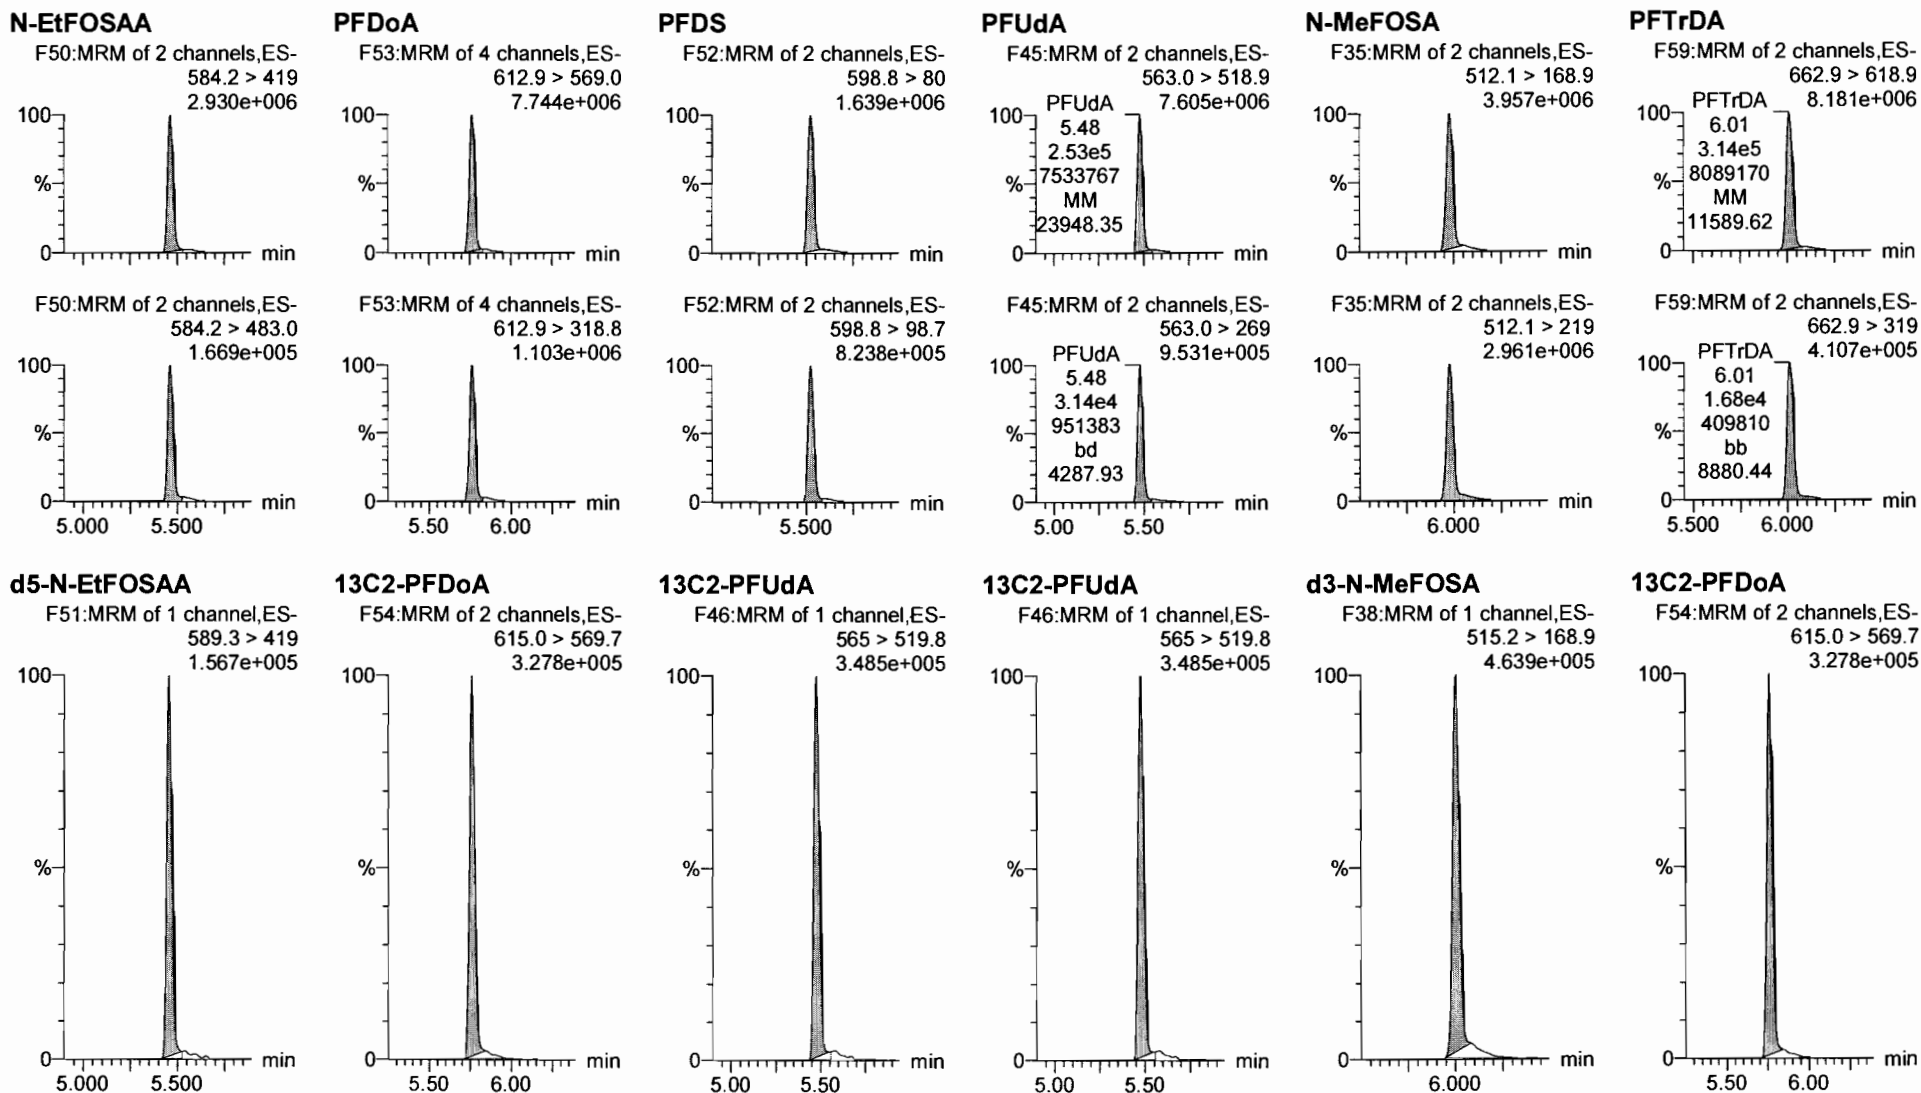 N-EtFOSAA
F50:MRM of 2 channels,ES-
584.2 > 419
2.930e+006
100
%
0
min
F50:MRM of 2 channels,ES-
584.2 > 483.0
1.669e+005
100
%
0
min
5.000 5.500
PFDoA
F53:MRM of 4 channels,ES-
612.9 > 569.0
7.744e+006
100
%
0
min
F53:MRM of 4 channels,ES-
612.9 > 318.8
1.103e+006
100
%
0
min
5.50 6.00
PFDS
F52:MRM of 2 channels,ES-
598.8 > 80
1.639e+006
100
%
0
min
F52:MRM of 2 channels,ES-
598.8 > 98.7
8.238e+005
100
%
0
min
5.500
PFUdA
F45:MRM of 2 channels,ES-
563.0 > 518.9
7.605e+006
PFUdA
5.48
2.53e5
7533767
MM
23948.35
100
%
0
min
F45:MRM of 2 channels,ES-
563.0 > 269
9.531e+005
PFUdA
5.48
3.14e4
951383
bd
4287.93
100
%
0
min
5.00 5.50
N-MeFOSA
F35:MRM of 2 channels,ES-
512.1 > 168.9
3.957e+006
100
%
0
min
F35:MRM of 2 channels,ES-
512.1 > 219
2.961e+006
100
%
0
min
6.000
PFTrDA
F59:MRM of 2 channels,ES-
662.9 > 618.9
8.181e+006
PFTrDA
6.01
3.14e5
8089170
MM
11589.62
100
%
0
min
F59:MRM of 2 channels,ES-
662.9 > 319
4.107e+005
PFTrDA
6.01
1.68e4
409810
bb
8880.44
100
%
0
min
5.500 6.000
d5-N-EtFOSAA
F51:MRM of 1 channel,ES-
589.3 > 419
1.567e+005
100
%
0
min
5.000 5.500
13C2-PFDoA
F54:MRM of 2 channels,ES-
615.0 > 569.7
3.278e+005
100
%
0
min
5.50 6.00
13C2-PFUdA
F46:MRM of 1 channel,ES-
565 > 519.8
3.485e+005
100
%
0
min
5.00 5.50
13C2-PFUdA
F46:MRM of 1 channel,ES-
565 > 519.8
3.485e+005
100
%
0
min
5.00 5.50
d3-N-MeFOSA
F38:MRM of 1 channel,ES-
515.2 > 168.9
4.639e+005
100
%
0
min
6.000
13C2-PFDoA
F54:MRM of 2 channels,ES-
615.0 > 569.7
3.278e+005
100
%
0
min
5.50 6.00